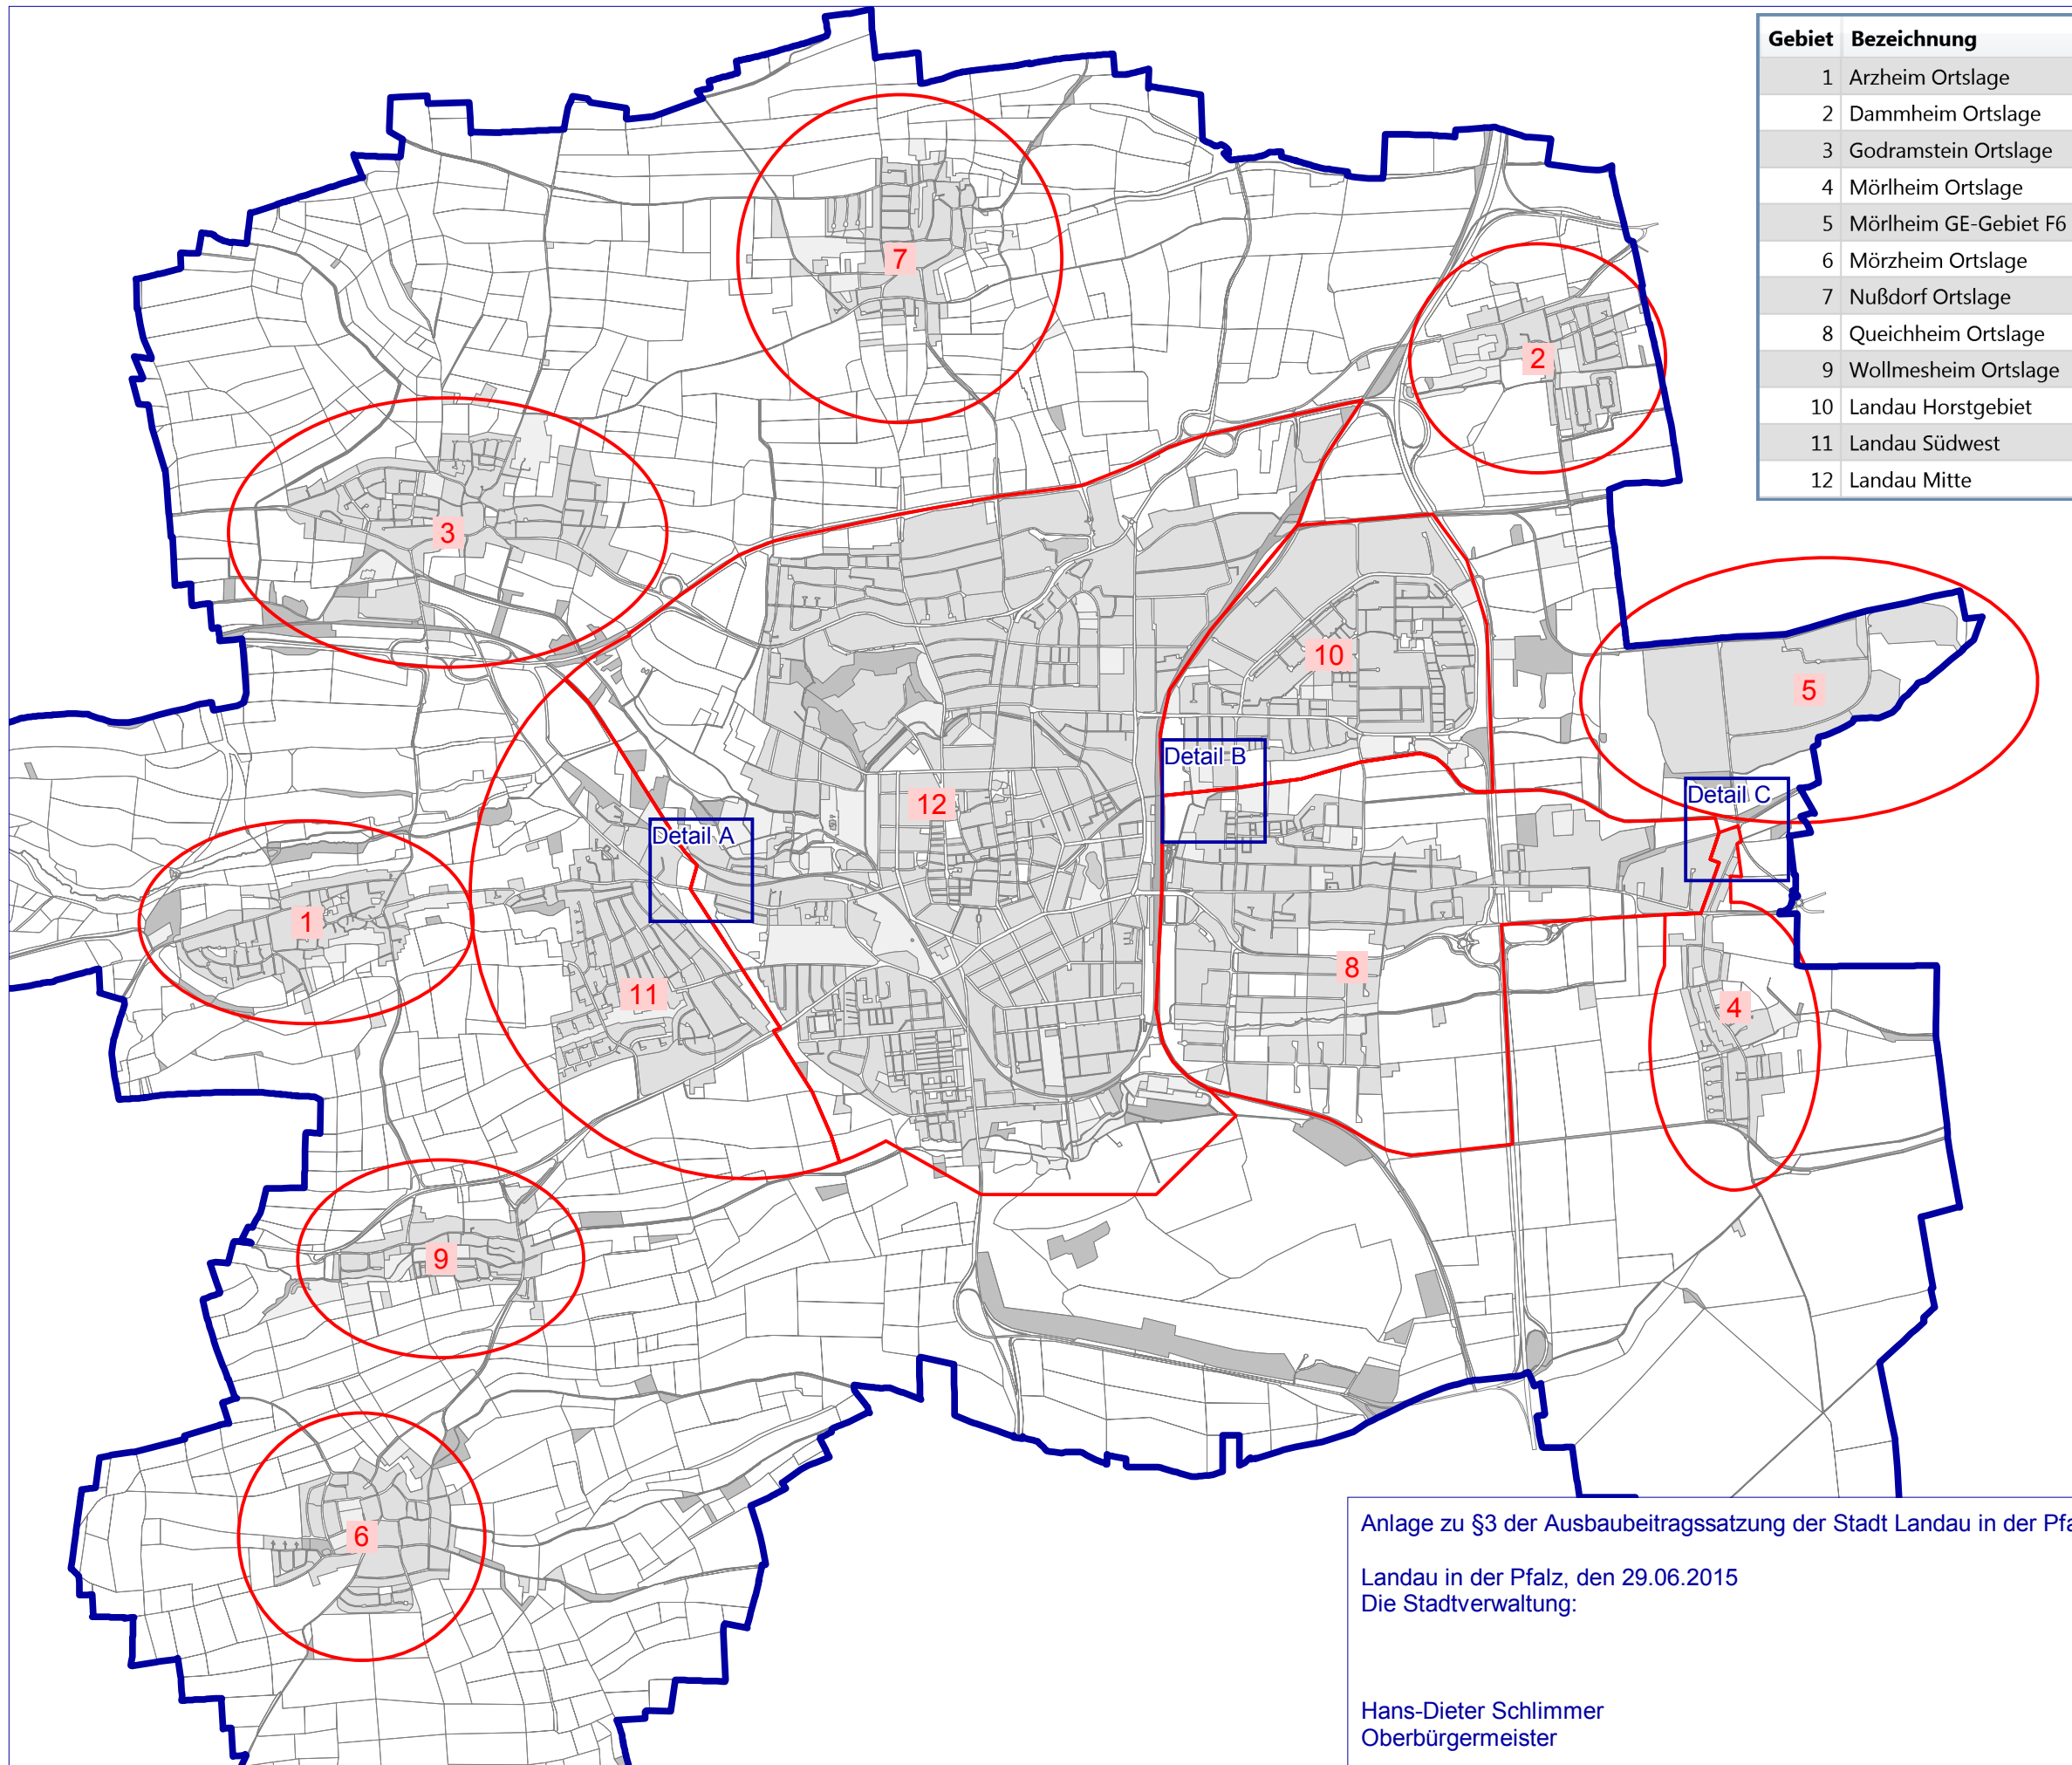 Gebiet Bezeichnung
1 Arzheim Ortslage
2 Dammheim Ortslage
3 Godramstein Ortslage
4 Mörlheim Ortslage
5 Mörlheim GE-Gebiet F6
6 Mörzheim Ortslage
7 Nußdorf Ortslage
8 Queichheim Ortslage
9 Wollmesheim Ortslage
10 Landau Horstgebiet
11 Landau Südwest
12 Landau Mitte
7
2
3
10
5
Detail B
Detail C
12
Detail A
1
8
11
4
9
6
Anlage zu §3 der Ausbaubeitragssatzung der Stadt Landau in der Pfa
Landau in der Pfalz, den 29.06.2015
Die Stadtverwaltung:
Hans-Dieter Schlimmer
Oberbürgermeister